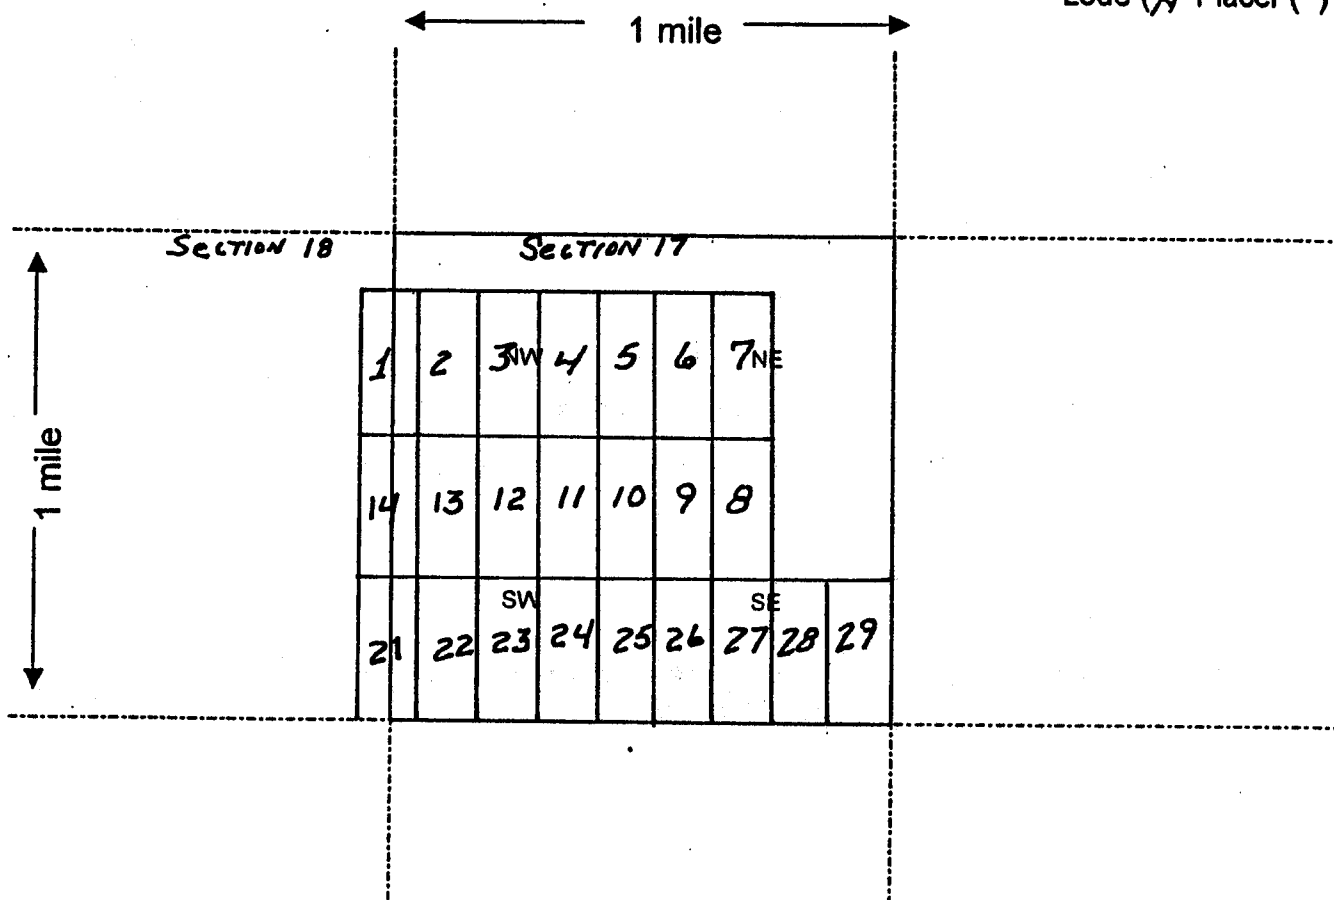 Lode (X) Placer ( )
1 mile
SECTION 18 SECTION 17
1 mile
1 2 3 NW 4 5 6 7 NE
14 13 12 11 10 9 8
SW SE
21 22 23 24 25 26 27 28 29